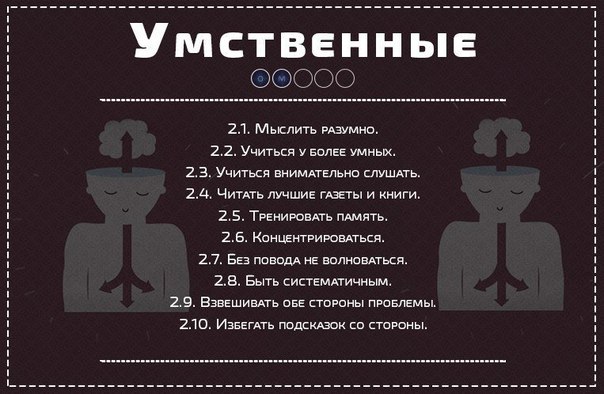 Умственные
О М
2.1. Мыслить разумно.
2.2. Учиться у более умных.
2.3. Учиться внимательно слушать.
2.4. Читать лучшие газеты и книги.
2.5. Тренировать память.
2.6. Концентрироваться.
2.7. Без повода не волноваться.
2.8. Быть систематичным.
2.9. Взвешивать обе стороны проблемы.
2.10. Избегать подсказок со стороны.